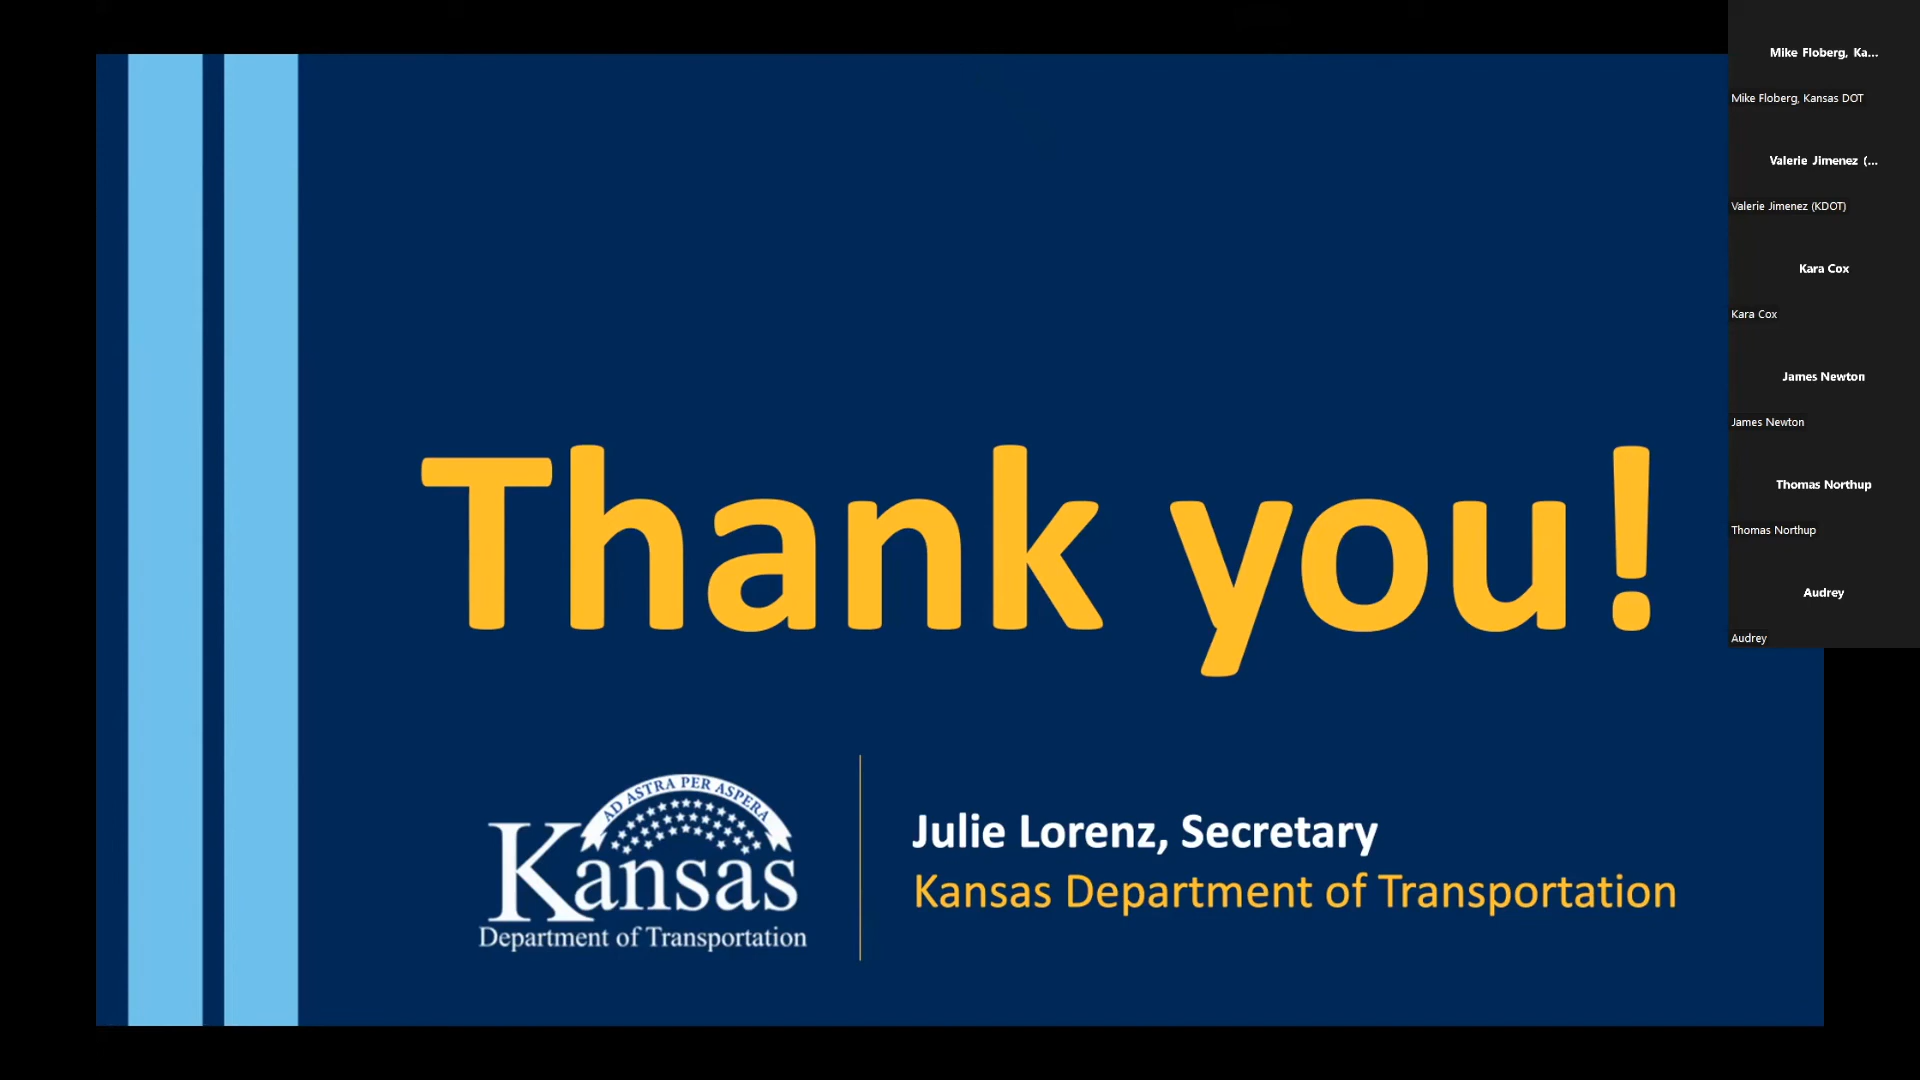 Thank you!
AD ASTRA PER ASPERA
Kansas
Department of Transportation
Julie Lorenz, Secretary
Kansas Department of Transportation
Mike Floberg, Ka...
Mike Floberg, Kansas DOT
Valerie Jimenez (...
Valerie Jimenez (KDOT)
Kara Cox
Kara Cox
James Newton
James Newton
Thomas Northup
Thomas Northup
Audrey
Audrey